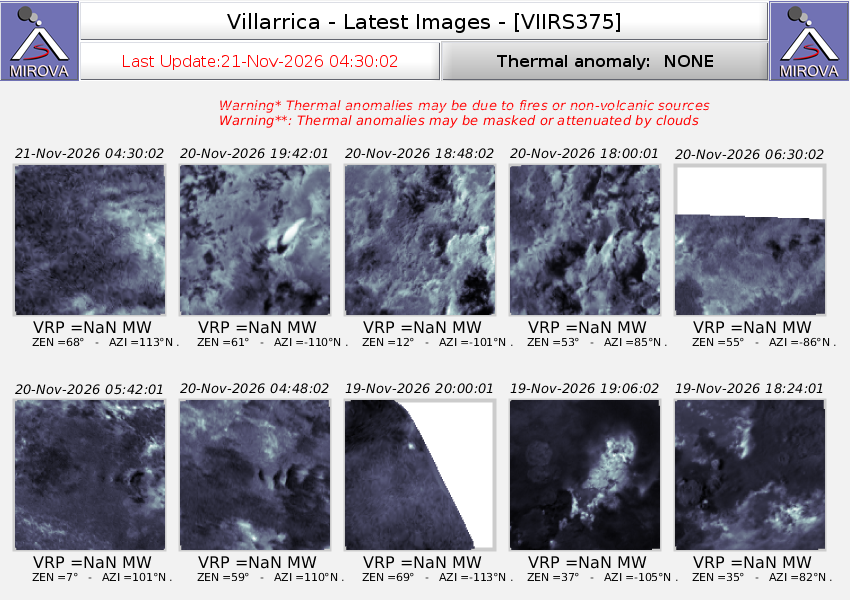 Villarrica - Latest Images - [VIIRS375]
MIROVA
Last Update:21-Nov-2026 04:30:02
Thermal anomaly: NONE
MIROVA
Warning* Thermal anomalies may be due to fires or non-volcanic sources
Warning**: Thermal anomalies may be masked or attenuated by clouds
21-Nov-2026 04:30:02
20-Nov-2026 19:42:01
20-Nov-2026 18:48:02
20-Nov-2026 18:00:01
20-Nov-2026 06:30:02
VRP =NaN MW
VRP =NaN MW
VRP =NaN MW
VRP =NaN MW
VRP =NaN MW
ZEN =68° - AZI =113°N .
ZEN =61° - AZI =-110°N .
ZEN =12° - AZI =-101°N .
ZEN =53° - AZI =85°N .
ZEN =55° - AZI =-86°N .
20-Nov-2026 05:42:01
20-Nov-2026 04:48:02
19-Nov-2026 20:00:01
19-Nov-2026 19:06:02
19-Nov-2026 18:24:01
VRP =NaN MW
VRP =NaN MW
VRP =NaN MW
VRP =NaN MW
VRP =NaN MW
ZEN =7° - AZI =101°N .
ZEN =59° - AZI =110°N .
ZEN =69° - AZI =-113°N .
ZEN =37° - AZI =-105°N .
ZEN =35° - AZI =82°N .